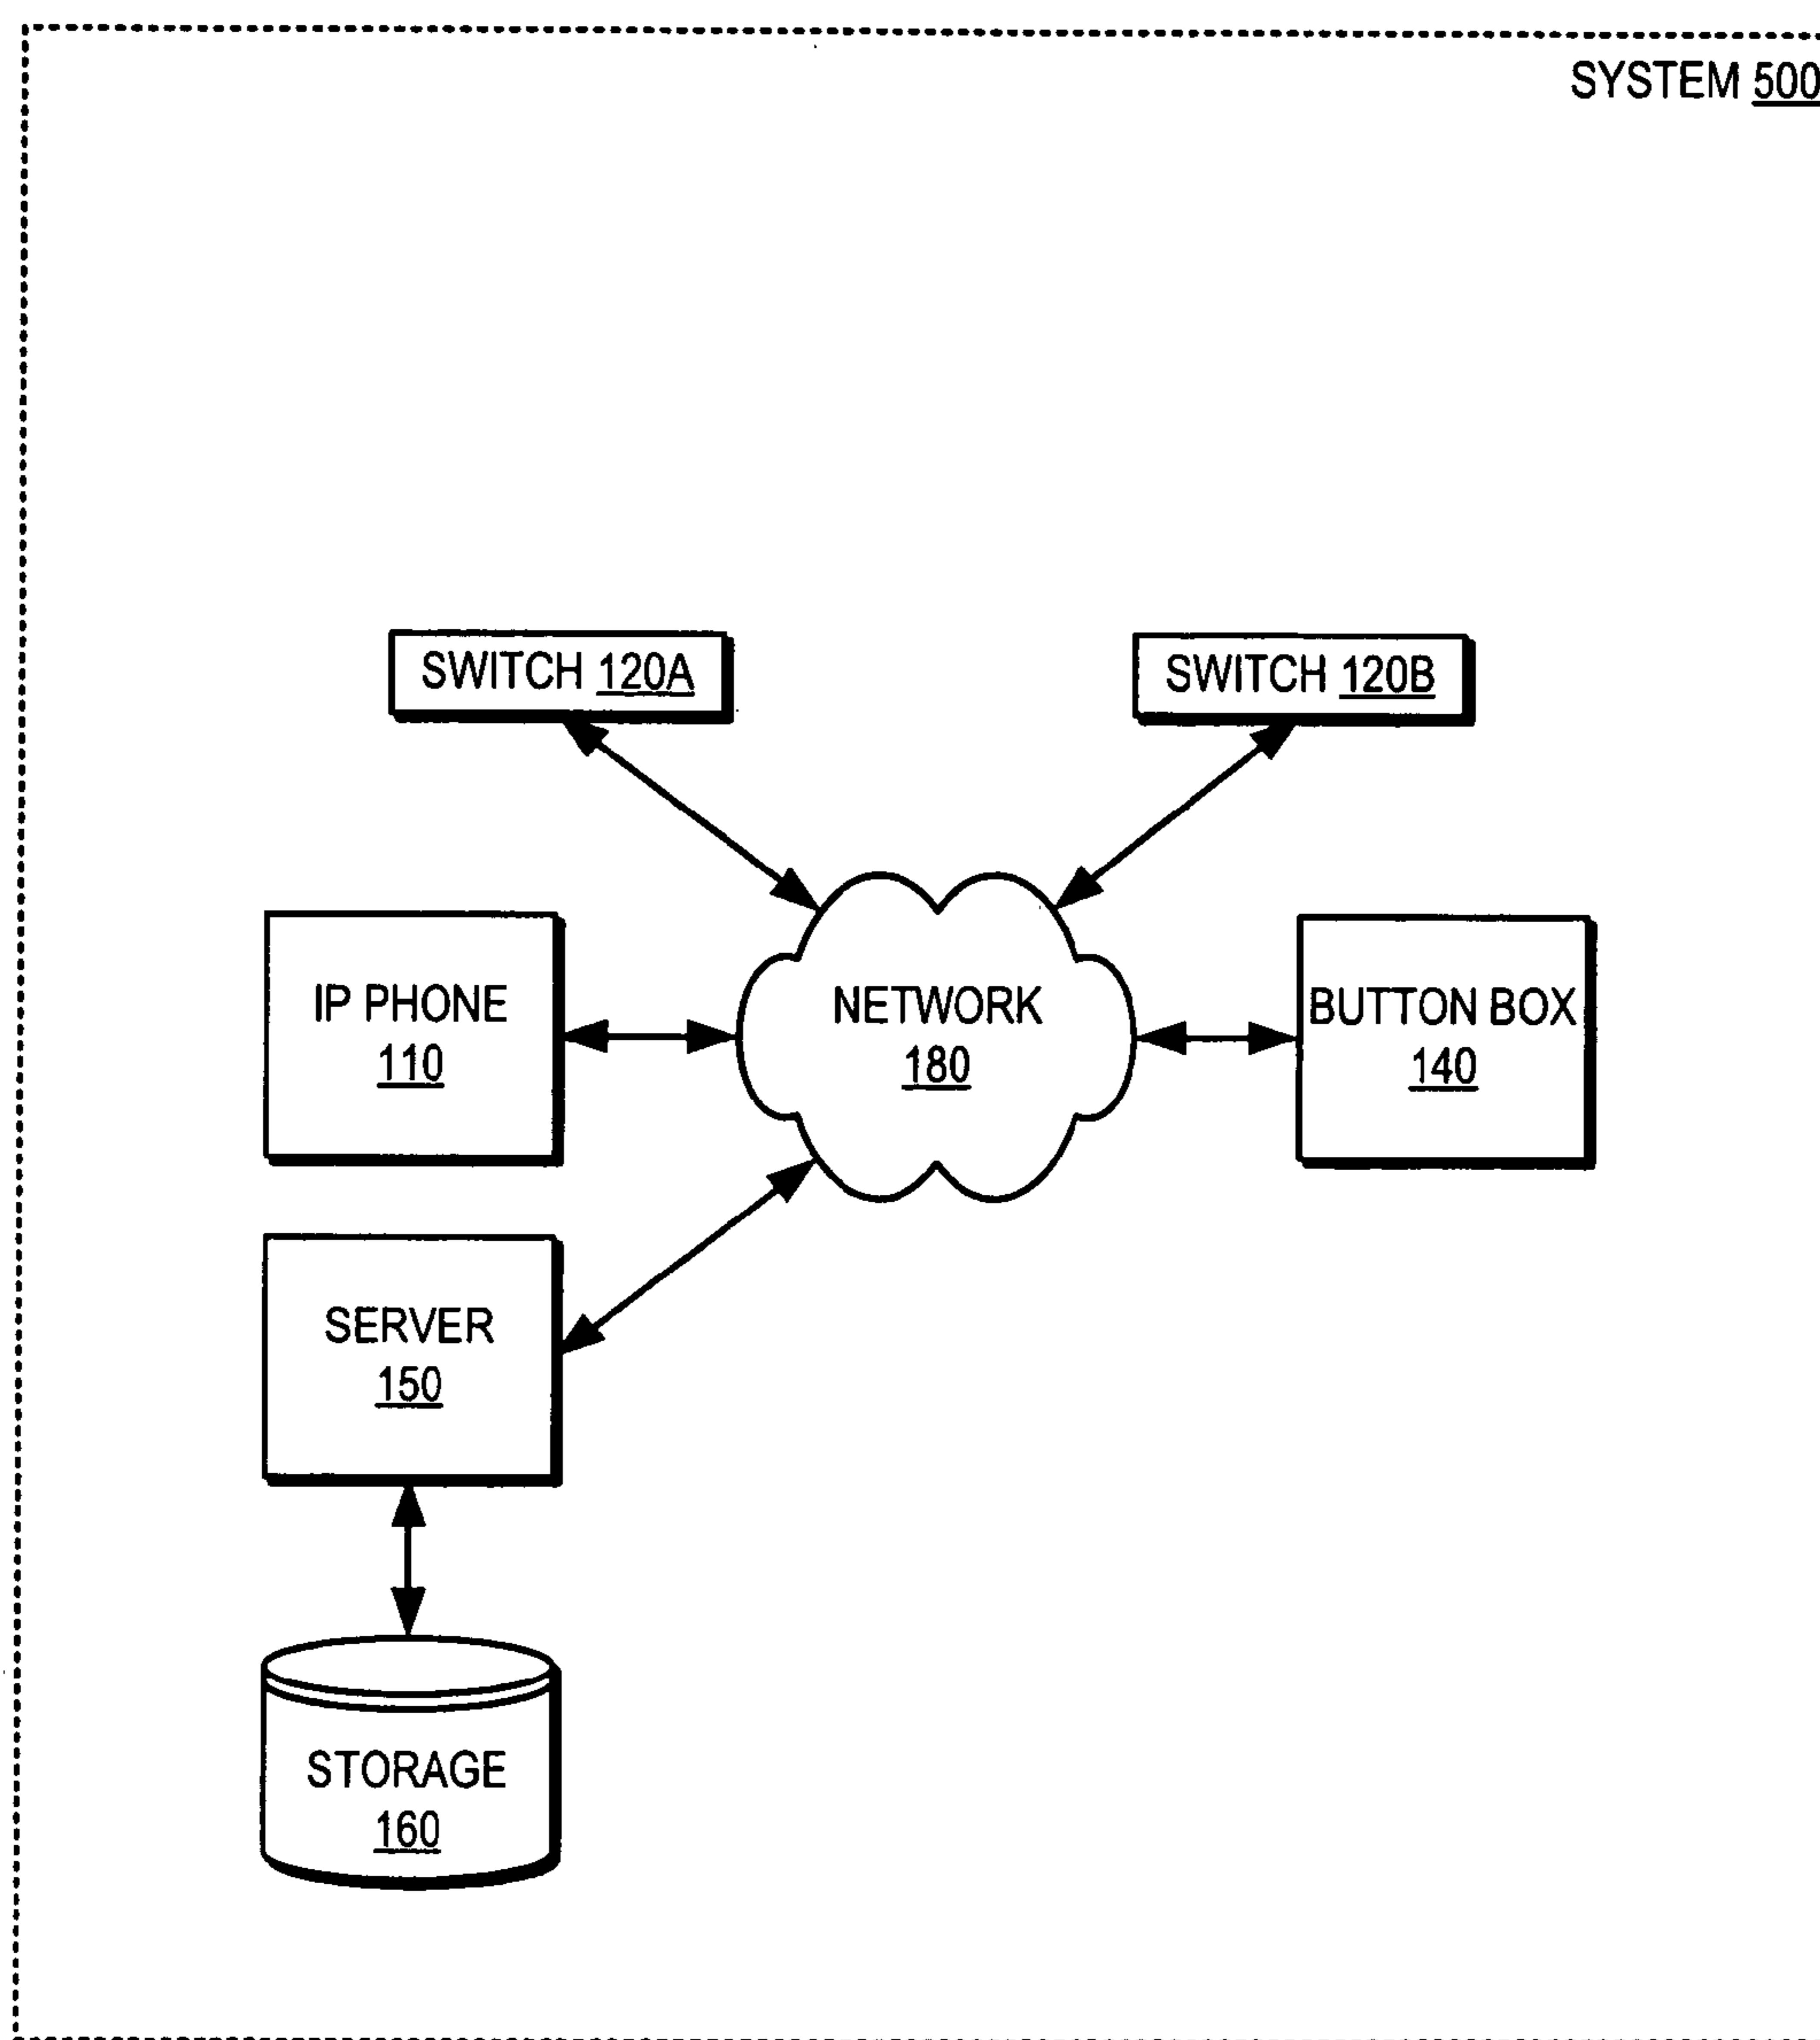 SYSTEM 500
SWITCH 120A
SWITCH 120B
IP PHONE
110
NETWORK
180
BUTTON BOX
140
SERVER
150
STORAGE
160